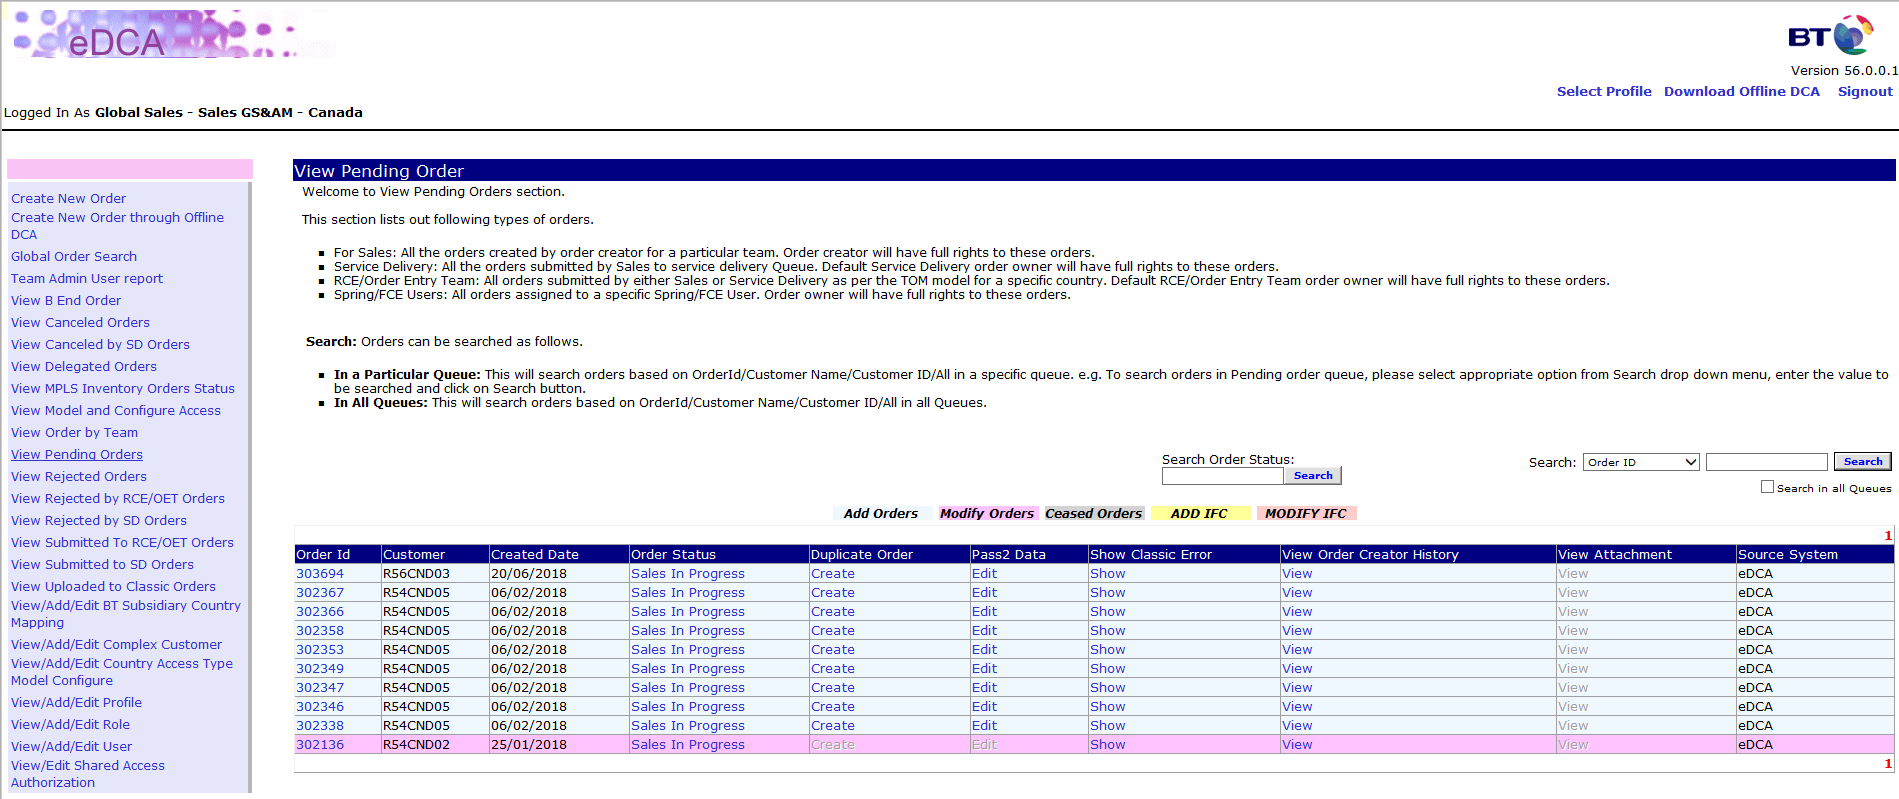 eDCA
BT
Version 56.0.0.1
Select Profile Download Offline DCA Signout
Logged In As Global Sales - Sales GS&AM - Canada
Create New Order
Create New Order through Offline
DCA
Global Order Search
Team Admin User report
View B End Order
View Canceled Orders
View Canceled by SD Orders
View Delegated Orders
View MPLS Inventory Orders Status
View Model and Configure Access
View Order by Team
View Pending Orders
View Rejected Orders
View Rejected by RCE/OET Orders
View Rejected by SD Orders
View Submitted To RCE/OET Orders
View Submitted to SD Orders
View Uploaded to Classic Orders
View/Add/Edit BT Subsidiary Country
Mapping
View/Add/Edit Complex Customer
View/Add/Edit Country Access Type
Model Configure
View/Add/Edit Profile
View/Add/Edit Role
View/Add/Edit User
View/Edit Shared Access
Authorization
View Pending Order
Welcome to View Pending Orders section.
This section lists out following types of orders.
For Sales: All the orders created by order creator for a particular team. Order creator will have full rights to these orders.
Service Delivery: All the orders submitted by Sales to service delivery Queue. Default Service Delivery order owner will have full rights to these orders.
RCE/Order Entry Team: All orders submitted by either Sales or Service Delivery as per the TOM model for a specific country. Default RCE/Order Entry Team order owner will have full rights to these orders.
Spring/FCE Users: All orders assigned to a specific Spring/FCE User. Order owner will have full rights to these orders.
Search: Orders can be searched as follows.
In a Particular Queue: This will search orders based on OrderId/Customer Name/Customer ID/All in a specific queue. e.g. To search orders in Pending order queue, please select appropriate option from Search drop down menu, enter the value to
be searched and click on Search button.
In All Queues: This will search orders based on OrderId/Customer Name/Customer ID/All in all Queues.
Search Order Status:
Search
Search: Order ID Search
Search in all Queues
Add Orders Modify Orders Ceased Orders ADD IFC MODIFY IFC
1
Order Id Customer Created Date Order Status Duplicate Order Pass2 Data Show Classic Error View Order Creator History View Attachment Source System
303694 R56CND03 20/06/2018 Sales In Progress Create Edit Show View View eDCA
302367 R54CND05 06/02/2018 Sales In Progress Create Edit Show View View eDCA
302366 R54CND05 06/02/2018 Sales In Progress Create Edit Show View View eDCA
302358 R54CND05 06/02/2018 Sales In Progress Create Edit Show View View eDCA
302353 R54CND05 06/02/2018 Sales In Progress Create Edit Show View View eDCA
302349 R54CND05 06/02/2018 Sales In Progress Create Edit Show View View eDCA
302347 R54CND05 06/02/2018 Sales In Progress Create Edit Show View View eDCA
302346 R54CND05 06/02/2018 Sales In Progress Create Edit Show View View eDCA
302338 R54CND05 06/02/2018 Sales In Progress Create Edit Show View View eDCA
302136 R54CND02 25/01/2018 Sales In Progress Create Edit Show View View eDCA
1